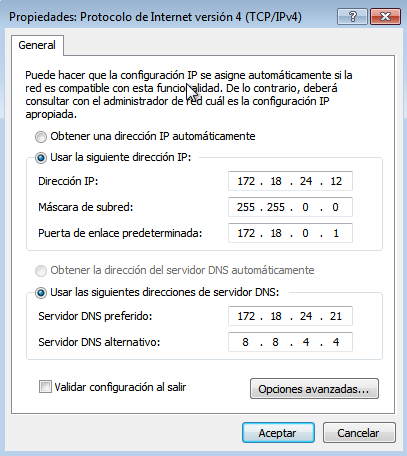 Propiedades: Protocolo de Internet versión 4 (TCP/IPv4)
General
Puede hacer que la configuración IP se asigne automáticamente si la
red es compatible con esta funcionalidad. De lo contrario, deberá
consultar con el administrador de red cuál es la configuración IP
apropiada.
Obtener una dirección IP automáticamente
Usar la siguiente dirección IP:
Dirección IP: 172 . 18 . 24 . 12
Máscara de subred: 255 . 255 . 0 . 0
Puerta de enlace predeterminada: 172 . 18 . 0 . 1
Obtener la dirección del servidor DNS automáticamente
Usar las siguientes direcciones de servidor DNS:
Servidor DNS preferido: 172 . 18 . 24 . 21
Servidor DNS alternativo: 8 . 8 . 4 . 4
Validar configuración al salir
Opciones avanzadas...
Aceptar
Cancelar